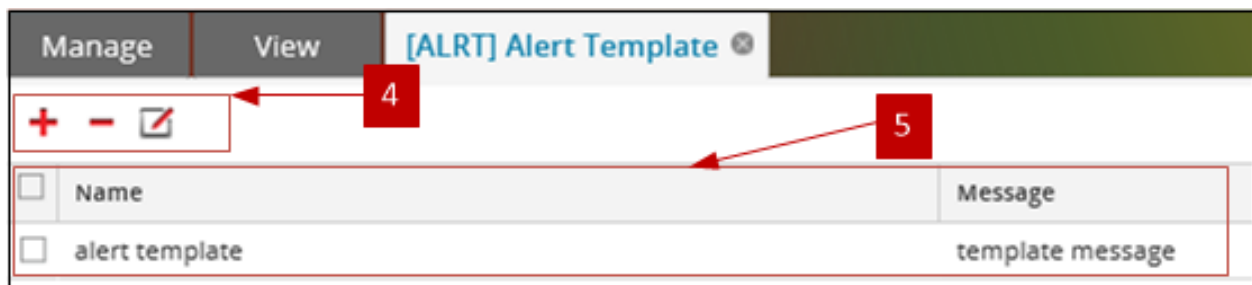 Manage View [ALRT] Alert Template
4
5
Name Message
alert template template message